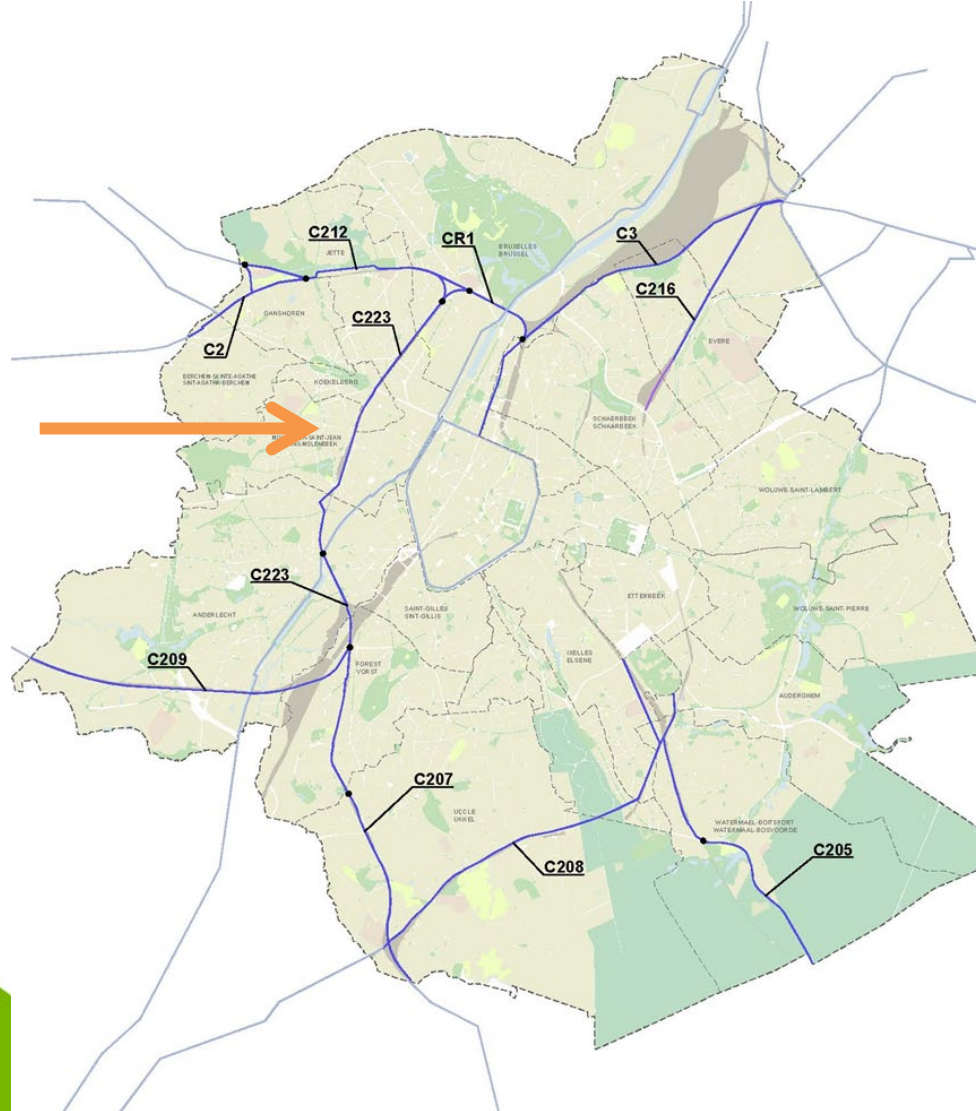 C212
JETTE
CR1
BRUXELLES
BRUSSEL
C3
C216
GANSHOREN
C223
C2
EVERE
BERCHEM-SAINTE-AGATHE
SINT-AGATHA-BERCHEM
KOEKELBERG
SCHAERBEEK
SCHAARBEEK
WOLUWE-SAINT-LAMBERT
C223
ANDERLECHT
SAINT-GILLES
SINT-GILLIS
ETTERBEEK
WOLUWE-SAINT-PIERRE
C209
FOREST
VORST
IXELLES
ELSENE
AUDERGHEM
C207
UCCLE
UKKEL
WATERMAEL-BOITSFORT
WATERMAAL-BOSVOORDE
C208
C205